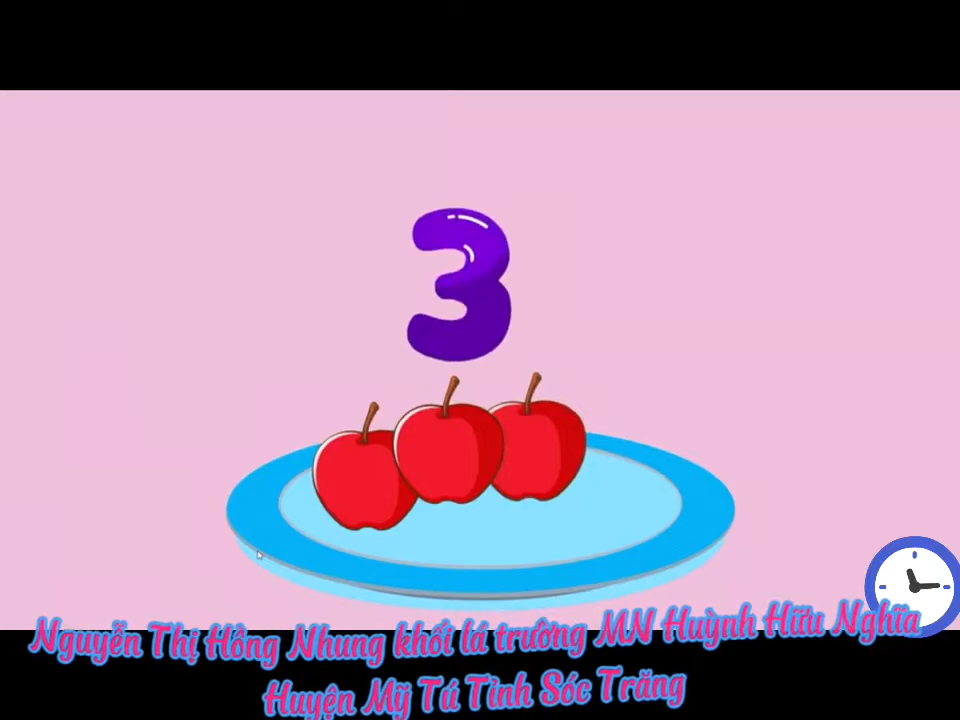 3
Nguyễn Thị Hồng Nhung khối lá trường MN Huỳnh Hữu Nghĩa
Huyện Mỹ Tú Tỉnh Sóc Trăng